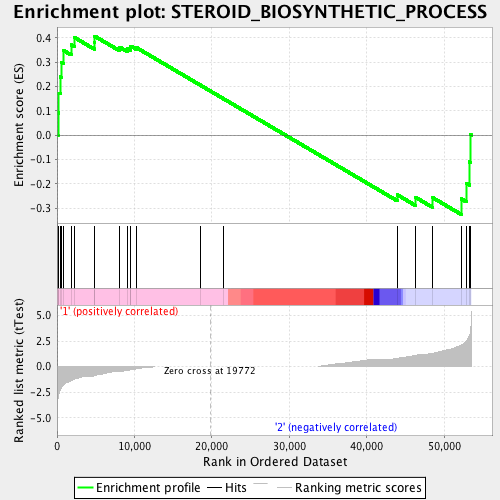 Enrichment plot: STEROID_BIOSYNTHETIC_PROCESS
Enrichment score (ES)
0.4
0.3
0.2
0.1
0.0
-0.1
-0.2
-0.3
'1' (positively correlated)
Ranked list metric (tTest)
5.0
2.5
0.0
-2.5
-5.0
Zero cross at 19772
'2' (negatively correlated)
0
10,000
20,000
30,000
40,000
50,000
Rank in Ordered Dataset
Enrichment profile
Hits
Ranking metric scores